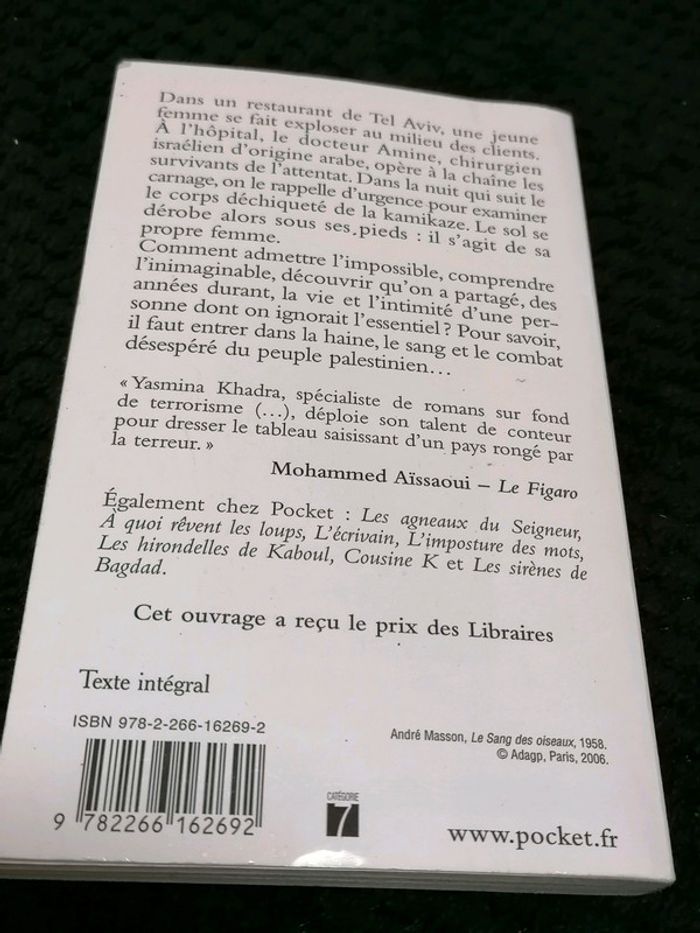 Dans un restaurant de Tel Aviv, une jeune
femme se fait exploser au milieu des clients.
À l'hôpital, le docteur Amine, chirurgien
israélien d'origine arabe, opère à la chaîne les
survivants de l'attentat. Dans la nuit qui suit le
carnage, on le rappelle d'urgence pour examiner
le corps déchiqueté de la kamikaze. Le sol se
dérobe alors sous ses pieds : il s'agit de sa
propre femme.
Comment admettre l'impossible, comprendre
l'inimaginable, découvrir qu'on a partagé, des
années durant, la vie et l'intimité d'une per-
sonne dont on ignorait l'essentiel ? Pour savoir,
il faut entrer dans la haine, le sang et le combat
désespéré du peuple palestinien…
« Yasmina Khadra, spécialiste de romans sur fond
de terrorisme (…), déploie son talent de conteur
pour dresser le tableau saisissant d'un pays rongé par
la terreur. »
Mohammed Aïssaoui – Le Figaro
Également chez Pocket : Les agneaux du Seigneur,
À quoi rêvent les loups, L'écrivain, L'imposture des mots,
Les hirondelles de Kaboul, Cousine K et Les sirènes de
Bagdad.
Cet ouvrage a reçu le prix des Libraires
Texte intégral
ISBN 978-2-266-16269-2
André Masson, Le Sang des oiseaux, 1958.
© Adagp, Paris, 2006.
9 782266 162692
CATÉGORIE
7
www.pocket.fr